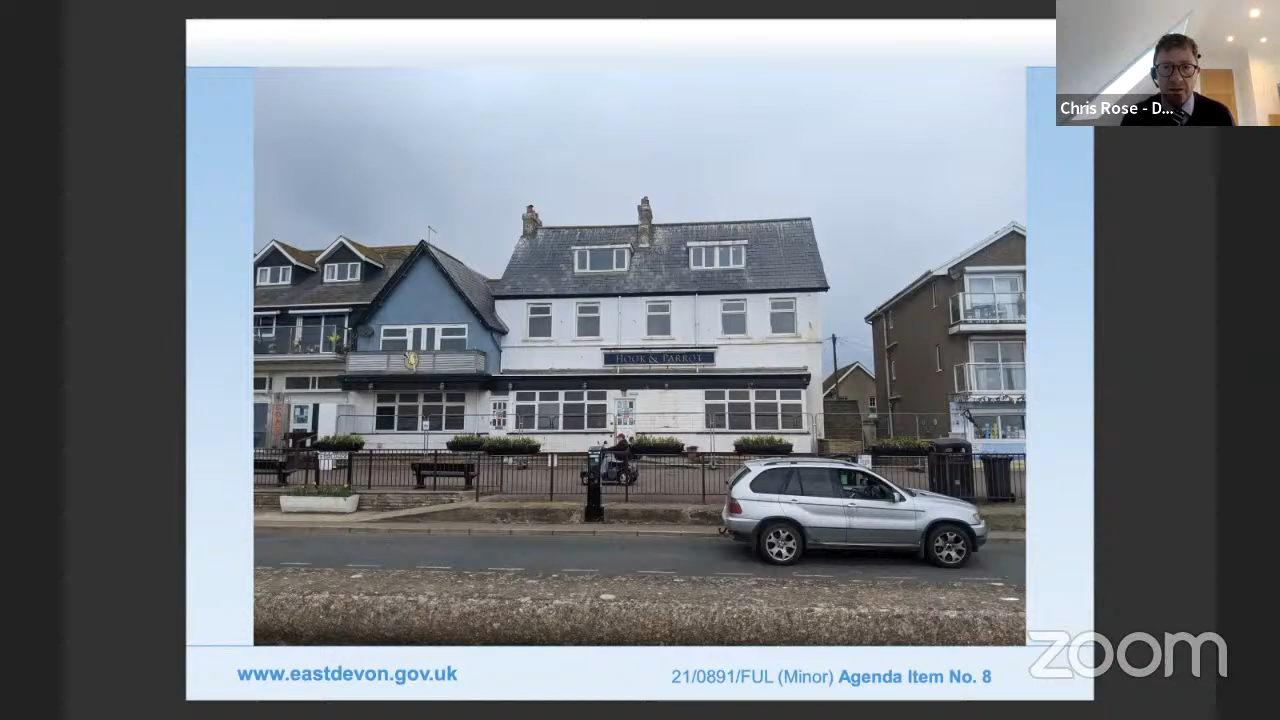 Chris Rose - D...
HOOK & PARROT
www.eastdevon.gov.uk
21/0891/FUL (Minor) Agenda Item No. 8
zoom